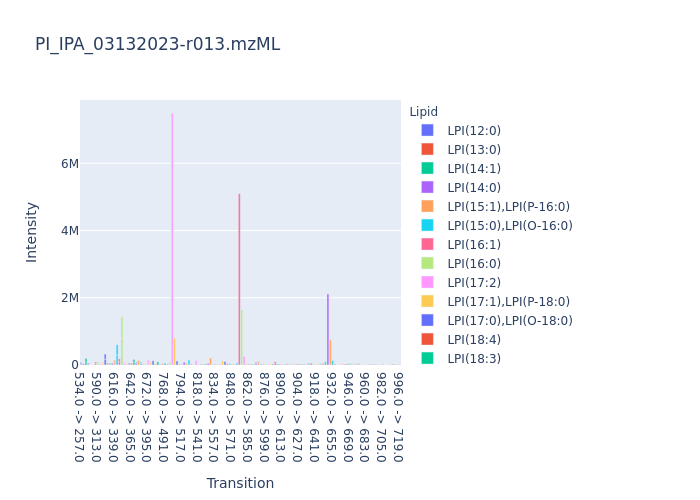 PI_IPA_03132023-r013.mzML
Lipid
LPI(12:0)
LPI(13:0)
LPI(14:1)
LPI(14:0)
LPI(15:1),LPI(P-16:0)
LPI(15:0),LPI(O-16:0)
LPI(16:1)
LPI(16:0)
LPI(17:2)
LPI(17:1),LPI(P-18:0)
LPI(17:0),LPI(O-18:0)
LPI(18:4)
LPI(18:3)
Intensity
6M
4M
2M
0
534.0 -> 257.0
590.0 -> 313.0
616.0 -> 339.0
642.0 -> 365.0
672.0 -> 395.0
768.0 -> 491.0
794.0 -> 517.0
818.0 -> 541.0
834.0 -> 557.0
848.0 -> 571.0
862.0 -> 585.0
876.0 -> 599.0
890.0 -> 613.0
904.0 -> 627.0
918.0 -> 641.0
932.0 -> 655.0
946.0 -> 669.0
960.0 -> 683.0
982.0 -> 705.0
996.0 -> 719.0
Transition